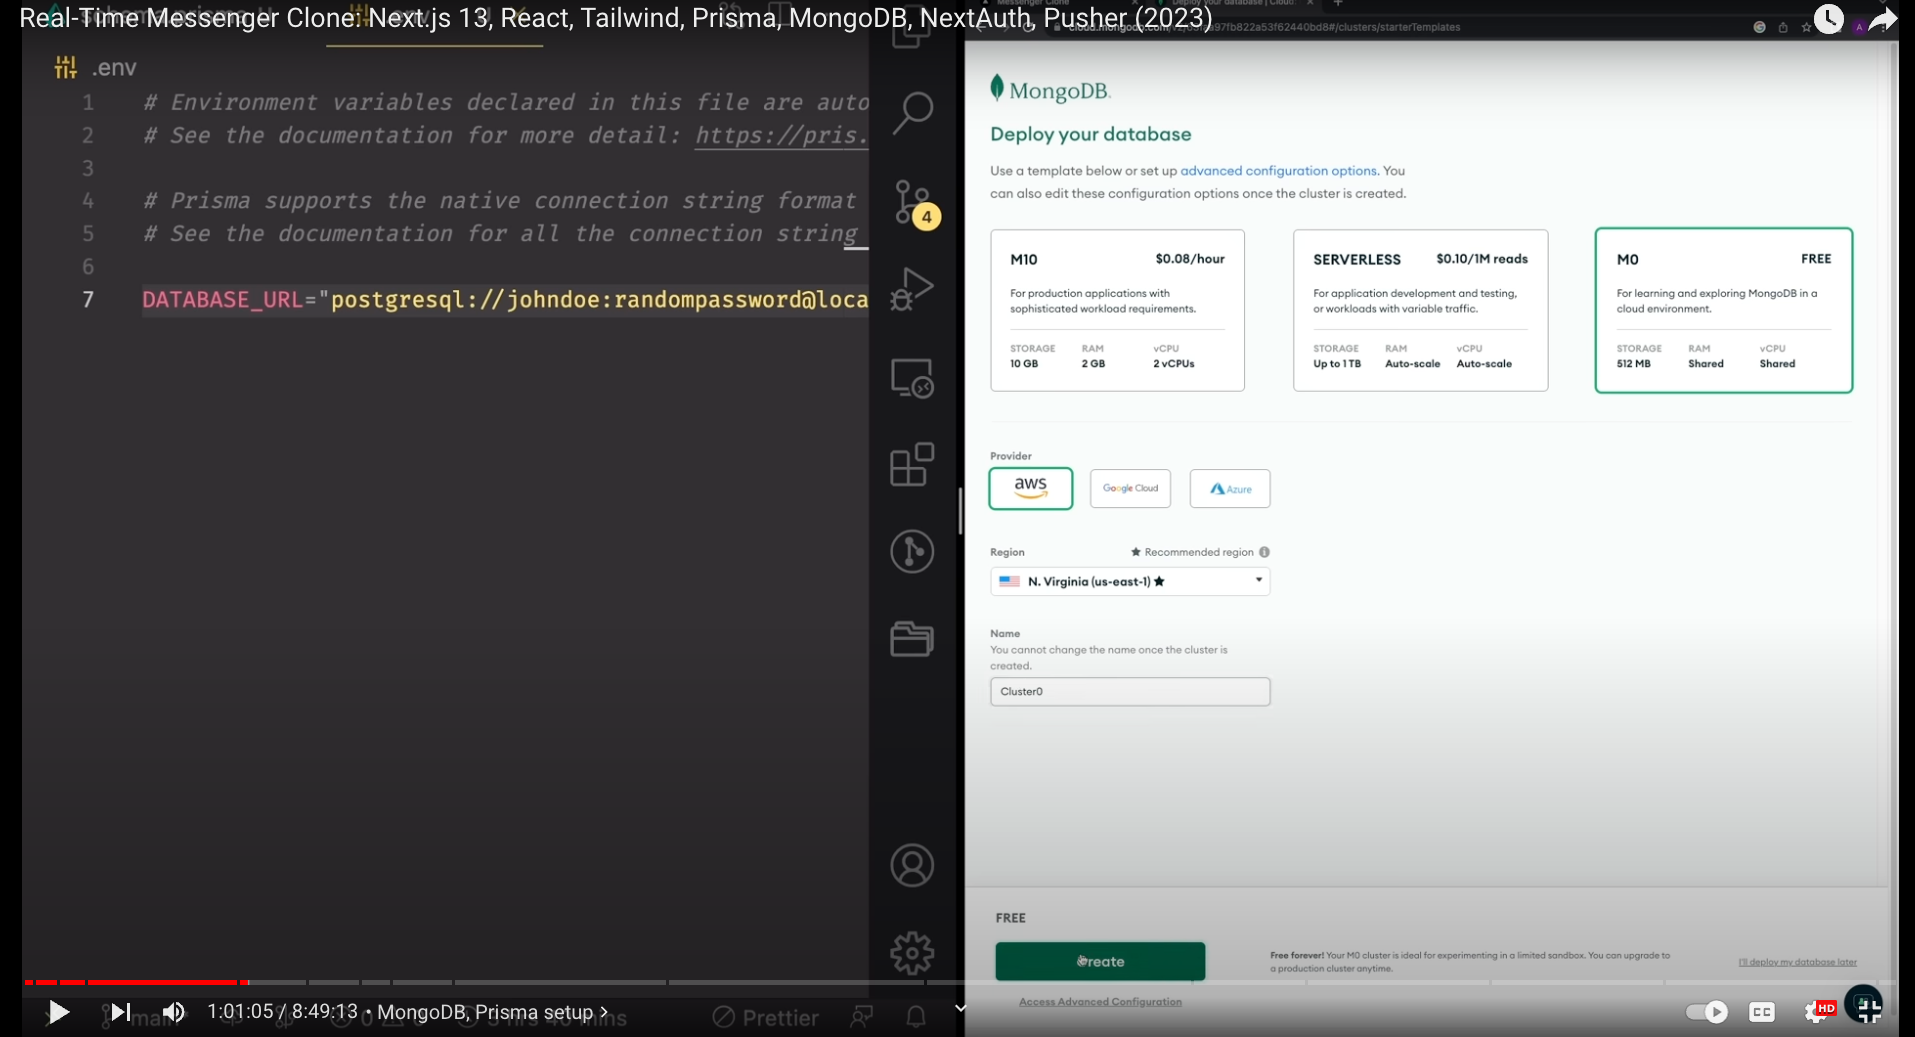 Real-Time Messenger Clone: Next.js 13, React, Tailwind, Prisma, MongoDB, NextAuth, Pusher (2023)
.env
1 # Environment variables declared in this file are auto
2 # See the documentation for more detail: https://pris.
3
4 # Prisma supports the native connection string format
5 # See the documentation for all the connection string
6
7 DATABASE_URL="postgresql://johndoe:randompassword@loca
4
MongoDB.
Deploy your database
Use a template below or set up advanced configuration options. You
can also edit these configuration options once the cluster is created.
M10 $0.08/hour
For production applications with
sophisticated workload requirements.
STORAGE RAM vCPU
10 GB 2 GB 2 vCPUs
SERVERLESS $0.10/1M reads
For application development and testing,
or workloads with variable traffic.
STORAGE RAM vCPU
Up to 1 TB Auto-scale Auto-scale
M0 FREE
For learning and exploring MongoDB in a
cloud environment.
STORAGE RAM vCPU
512 MB Shared Shared
Provider
aws Google Cloud Azure
Region ★ Recommended region
N. Virginia (us-east-1) ★
Name
You cannot change the name once the cluster is
created.
Cluster0
FREE
Create
Free forever! Your M0 cluster is ideal for experimenting in a limited sandbox. You can upgrade to
a production cluster anytime.
I'll deploy my database later
Access Advanced Configuration
1:01:05 / 8:49:13 • MongoDB, Prisma setup
main
Prettier
CC
HD